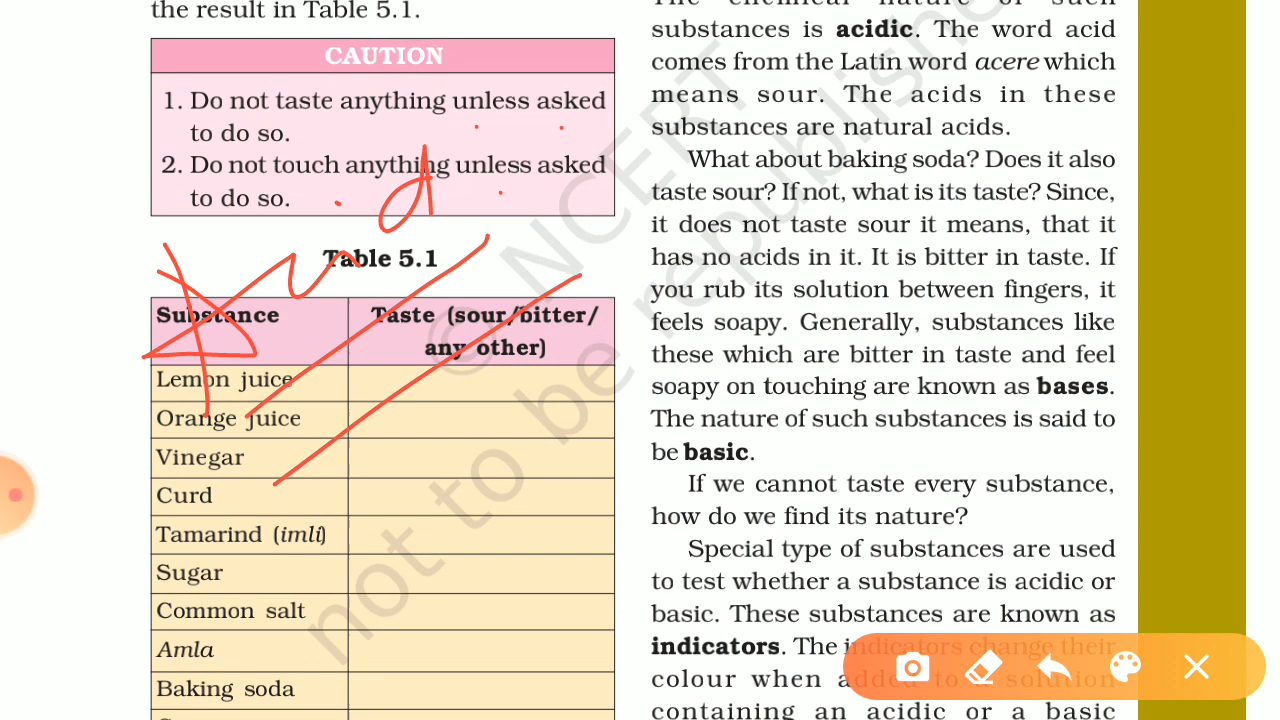 the result in Table 5.1.
CAUTION
1. Do not taste anything unless asked
to do so.
2. Do not touch anything unless asked
to do so.
Table 5.1
Substance Taste (sour/bitter/
any other)
Lemon juice
Orange juice
Vinegar
Curd
Tamarind (imli)
Sugar
Common salt
Amla
Baking soda
The chemical nature of such
substances is acidic. The word acid
comes from the Latin word acere which
means sour. The acids in these
substances are natural acids.
What about baking soda? Does it also
taste sour? If not, what is its taste? Since,
it does not taste sour it means, that it
has no acids in it. It is bitter in taste. If
you rub its solution between fingers, it
feels soapy. Generally, substances like
these which are bitter in taste and feel
soapy on touching are known as bases.
The nature of such substances is said to
be basic.
If we cannot taste every substance,
how do we find its nature?
Special type of substances are used
to test whether a substance is acidic or
basic. These substances are known as
indicators. The indicators change their
colour when added to a solution
containing an acidic or a basic
© NCERT
not to be republished